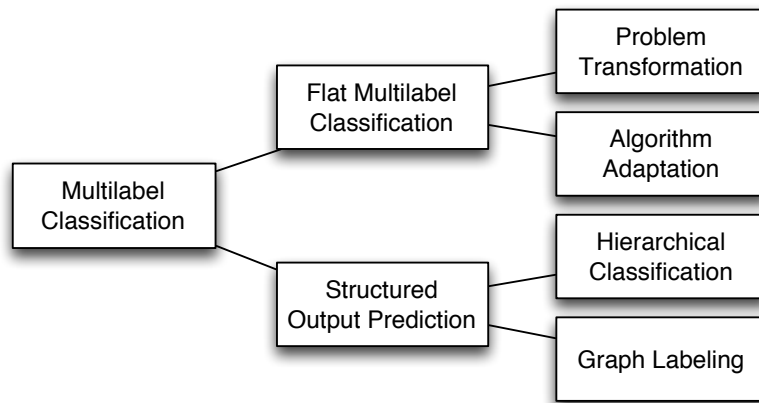 Multilabel
Classification
Flat Multilabel
Classification
Structured
Output Prediction
Problem
Transformation
Algorithm
Adaptation
Hierarchical
Classification
Graph Labeling